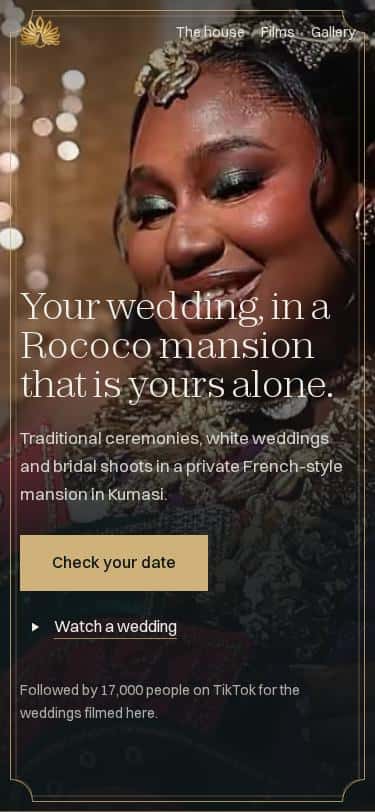 The house Films Gallery
Your wedding, in a
Rococo mansion
that is yours alone.
Traditional ceremonies, white weddings
and bridal shoots in a private French-style
mansion in Kumasi.
Check your date
Watch a wedding
Followed by 17,000 people on TikTok for the
weddings filmed here.